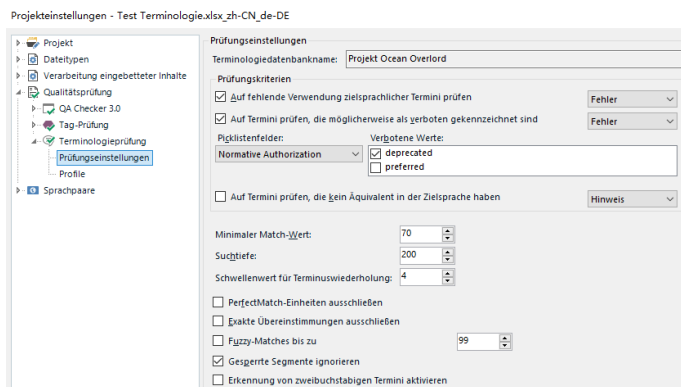 Projekteinstellungen - Test Terminologie.xlsx_zh-CN_de-DE
Projekt
Dateitypen
Verarbeitung eingebetteter Inhalte
Qualitätsprüfung
QA Checker 3.0
Tag-Prüfung
Terminologieprüfung
Prüfungseinstellungen
Profile
Sprachpaare
Prüfungseinstellungen
Terminologiedatenbankname: Projekt Ocean Overlord
Prüfungskriterien
Auf fehlende Verwendung zielsprachlicher Termini prüfen Fehler
Auf Termini prüfen, die möglicherweise als verboten gekennzeichnet sind Fehler
Picklistenfelder: Verbotene Werte:
Normative Authorization deprecated
preferred
Auf Termini prüfen, die kein Äquivalent in der Zielsprache haben Hinweis
Minimaler Match-Wert: 70
Suchtiefe: 200
Schwellenwert für Terminuswiederholung: 4
PerfectMatch-Einheiten ausschließen
Exakte Übereinstimmungen ausschließen
Fuzzy-Matches bis zu 99
Gesperrte Segmente ignorieren
Erkennung von zweibuchstabigen Termini aktivieren